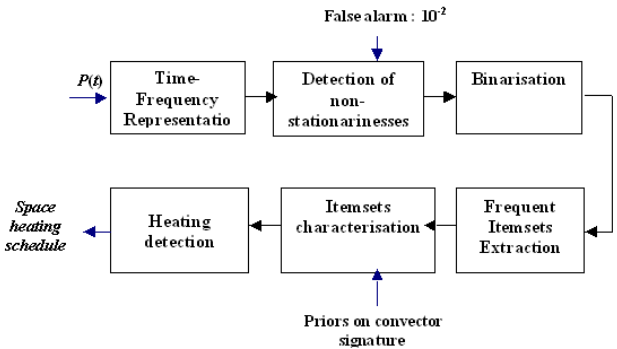 False alarm : 10⁻²
P(t)
Time-
Frequency
Representatio
Detection of
non-
stationarinesses
Binarisation
Space
heating
schedule
Heating
detection
Itemsets
characterisation
Frequent
Itemsets
Extraction
Priors on convector
signature